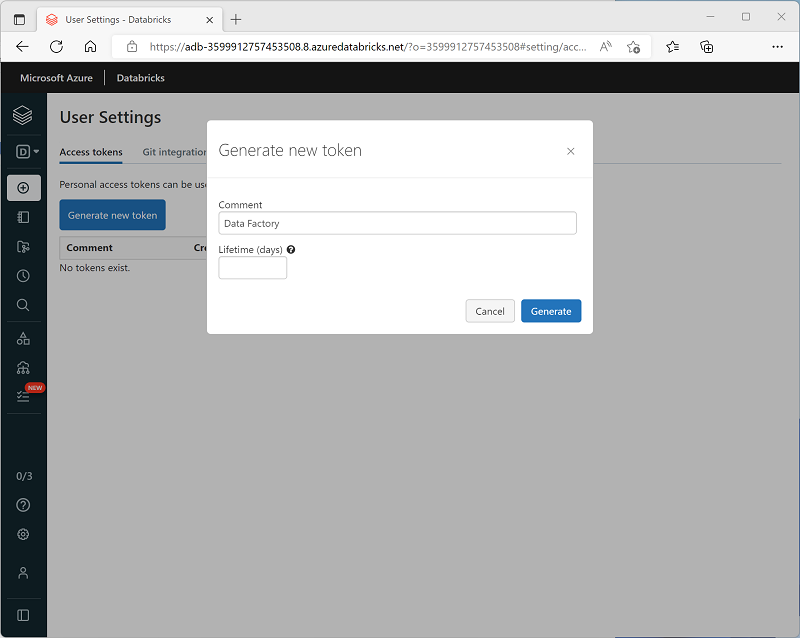 User Settings - Databricks
https://adb-3599912757453508.8.azuredatabricks.net/?o=3599912757453508#setting/acc...
Microsoft Azure
Databricks
D
User Settings
Access tokens
Git integration
Personal access tokens can be use
Generate new token
Comment
Cre
No tokens exist.
Generate new token
Comment
Data Factory
Lifetime (days)
Cancel
Generate
NEW
0/3